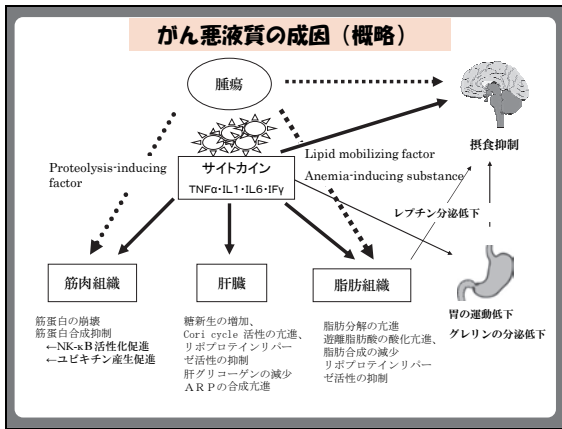 がん悪液質の成因（概略）
腫瘍
摂食抑制
サイトカイン
TNFα・IL1・IL6・IFγ
Proteolysis-inducing
factor
Lipid mobilizing factor
Anemia-inducing substance
レプチン分泌低下
筋肉組織
肝臓
脂肪組織
胃の運動低下
グレリンの分泌低下
筋蛋白の崩壊
筋蛋白合成抑制
←NK-κB活性化促進
←ユビキチン産生促進
糖新生の増加、
Cori cycle 活性の亢進、
リポプロテインリパー
ゼ活性の抑制
肝グリコーゲンの減少
ＡＲＰの合成亢進
脂肪分解の亢進
遊離脂肪酸の酸化亢進、
脂肪合成の減少
リポプロテインリパー
ゼ活性の抑制